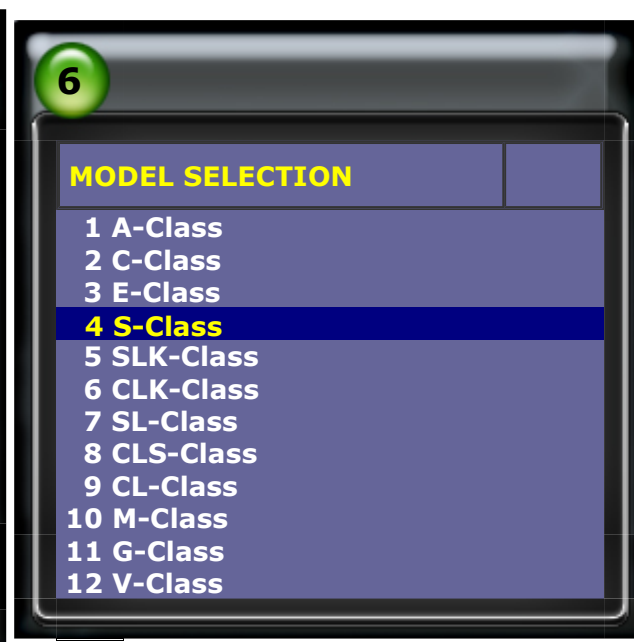 6
MODEL SELECTION
1 A-Class
2 C-Class
3 E-Class
4 S-Class
5 SLK-Class
6 CLK-Class
7 SL-Class
8 CLS-Class
9 CL-Class
10 M-Class
11 G-Class
12 V-Class